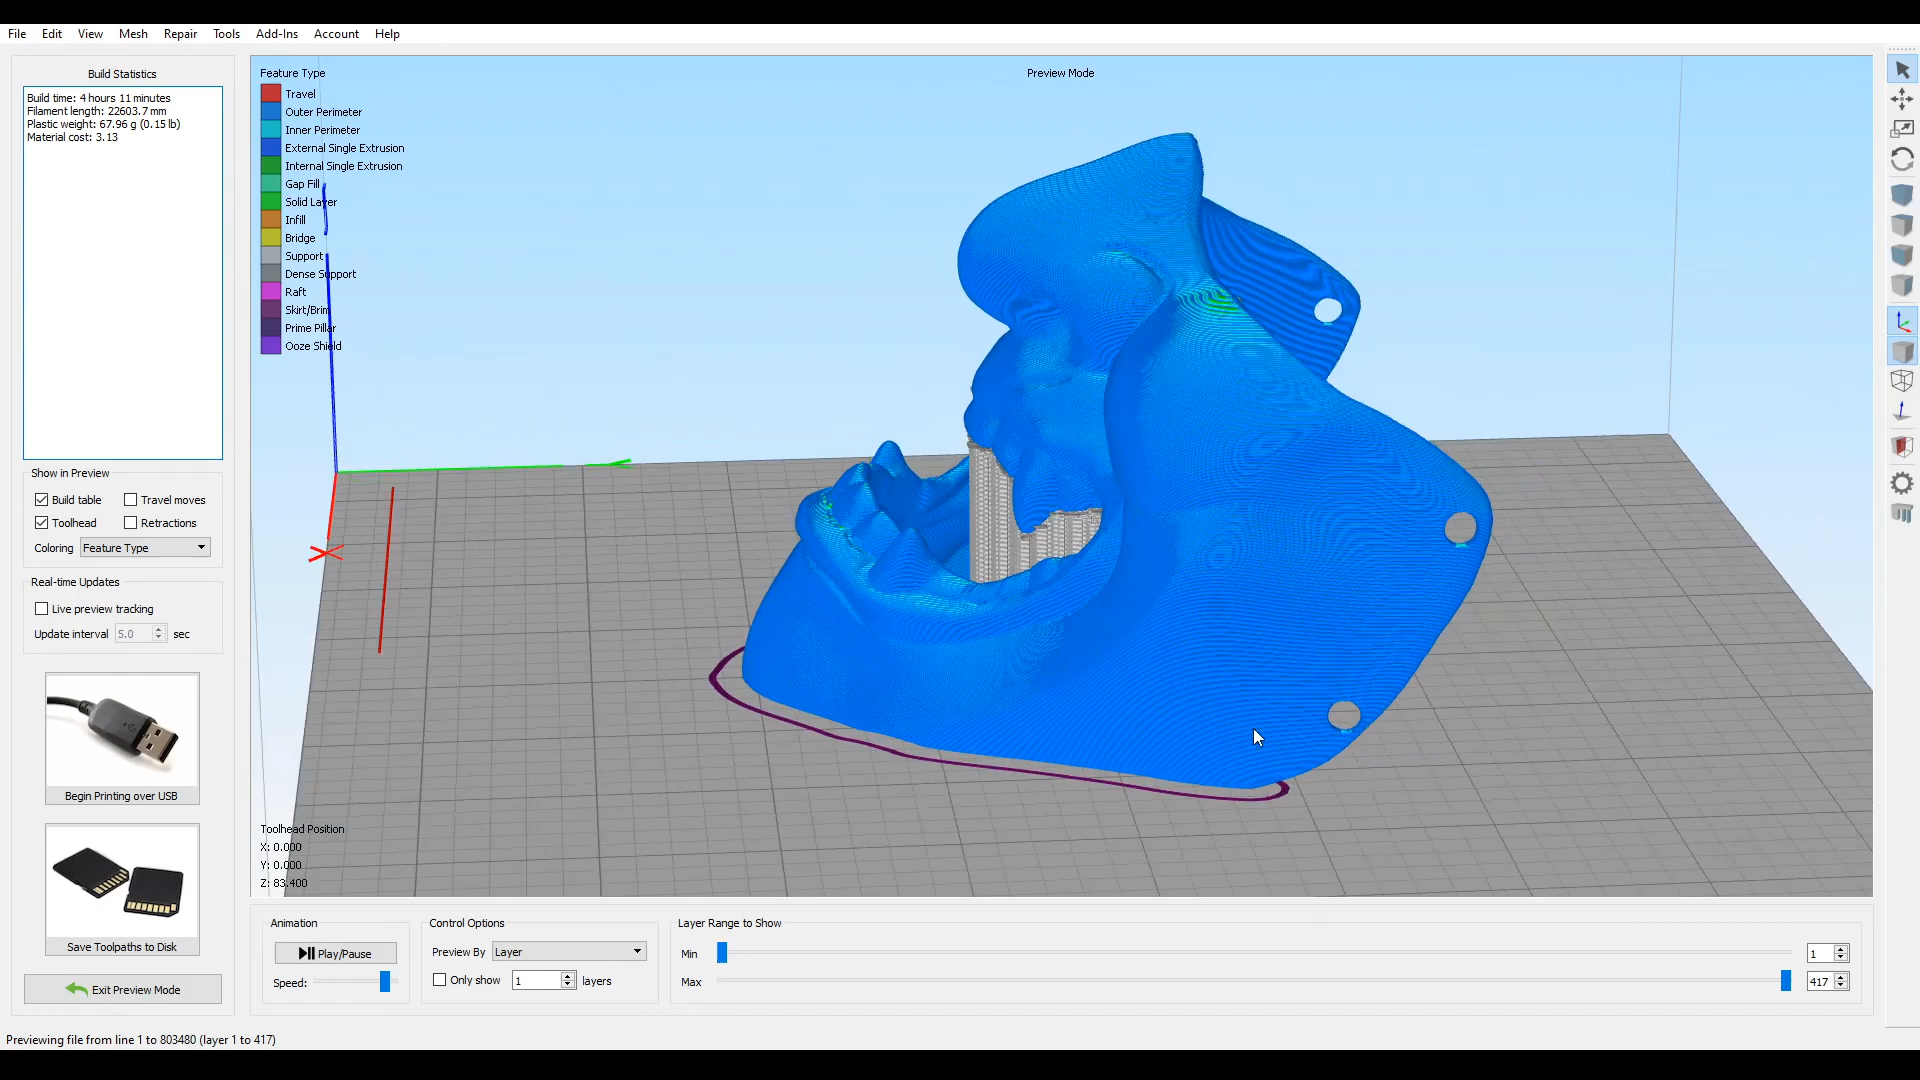 File Edit View Mesh Repair Tools Add-Ins Account Help
Build Statistics
Build time: 4 hours 11 minutes
Filament length: 22603.7 mm
Plastic weight: 67.96 g (0.15 lb)
Material cost: 3.13
Show in Preview
Build table Travel moves
Toolhead Retractions
Coloring Feature Type
Real-time Updates
Live preview tracking
Update interval 5.0 sec
Begin Printing over USB
Save Toolpaths to Disk
Exit Preview Mode
Feature Type
Travel
Outer Perimeter
Inner Perimeter
External Single Extrusion
Internal Single Extrusion
Gap Fill
Solid Layer
Infill
Bridge
Support
Dense Support
Raft
Skirt/Brim
Prime Pillar
Ooze Shield
Preview Mode
Toolhead Position
X: 0.000
Y: 0.000
Z: 83.400
Animation
Play/Pause
Speed:
Control Options
Preview By Layer
Only show 1 layers
Layer Range to Show
Min 1
Max 417
Previewing file from line 1 to 803480 (layer 1 to 417)